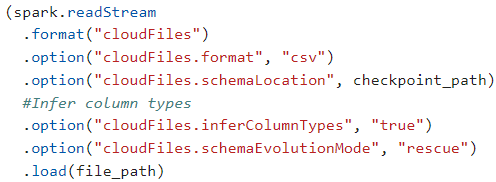 (spark.readStream
  .format("cloudFiles")
  .option("cloudFiles.format", "csv")
  .option("cloudFiles.schemaLocation", checkpoint_path)
  #Infer column types
  .option("cloudFiles.inferColumnTypes", "true")
  .option("cloudFiles.schemaEvolutionMode", "rescue")
  .load(file_path)